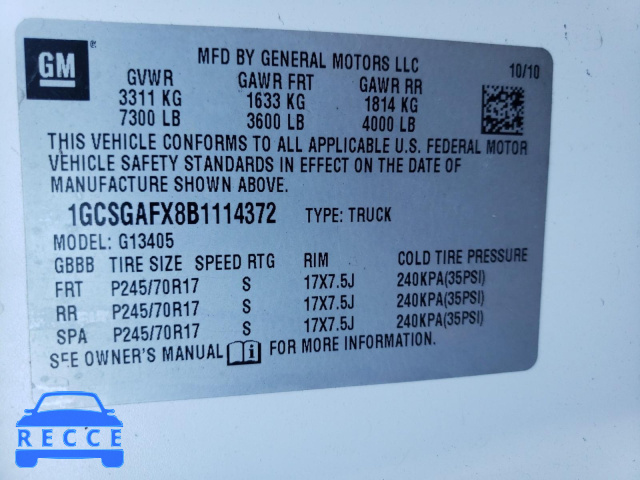 GM
MFD BY GENERAL MOTORS LLC
10/10
GVWR GAWR FRT GAWR RR
3311 KG 1633 KG 1814 KG
7300 LB 3600 LB 4000 LB
THIS VEHICLE CONFORMS TO ALL APPLICABLE U.S. FEDERAL MOTOR
VEHICLE SAFETY STANDARDS IN EFFECT ON THE DATE OF
MANUFACTURE SHOWN ABOVE.
1GCSGAFX8B1114372 TYPE: TRUCK
MODEL: G13405
GBBB TIRE SIZE SPEED RTG RIM COLD TIRE PRESSURE
FRT P245/70R17 S 17X7.5J 240KPA(35PSI)
RR P245/70R17 S 17X7.5J 240KPA(35PSI)
SPA P245/70R17 S 17X7.5J 240KPA(35PSI)
SEE OWNER'S MANUAL i FOR MORE INFORMATION.
RECCE